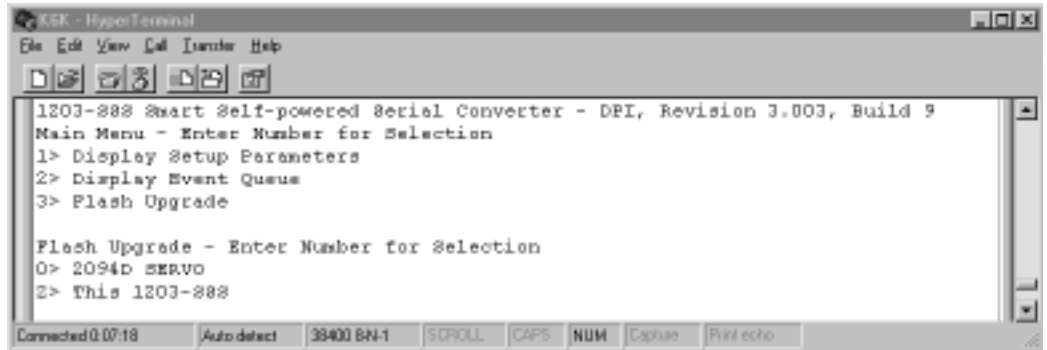 K6K - HyperTerminal
File Edit View Call Transfer Help
1203-SSS Smart Self-powered Serial Converter - DPI, Revision 3.003, Build 9
Main Menu - Enter Number for Selection
1> Display Setup Parameters
2> Display Event Queue
3> Flash Upgrade
Flash Upgrade - Enter Number for Selection
0> 2094D SERVO
2> This 1203-SSS
Connected 0:07:18 Auto detect 38400 8-N-1 SCROLL CAPS NUM Capture Print echo